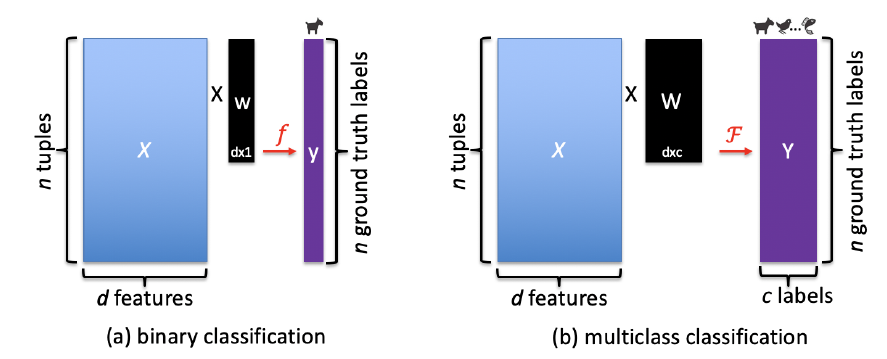 n tuples
X
X
w
dx1
f
y
n ground truth labels
d features
(a) binary classification
n tuples
X
X
W
dxc
ℱ
...
Y
n ground truth labels
d features
c labels
(b) multiclass classification